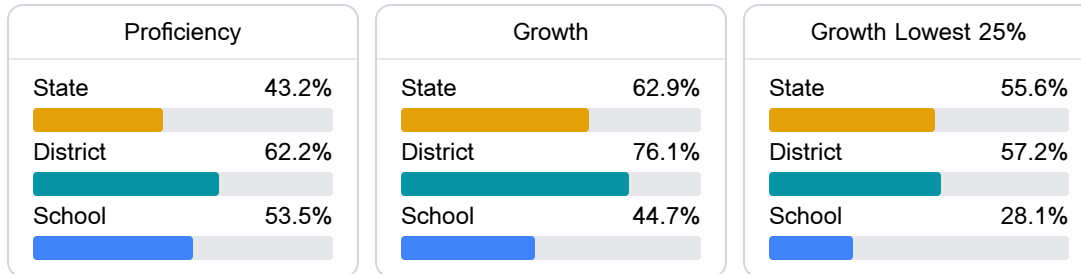 Proficiency
State 43.2%
District 62.2%
School 53.5%
Growth
State 62.9%
District 76.1%
School 44.7%
Growth Lowest 25%
State 55.6%
District 57.2%
School 28.1%